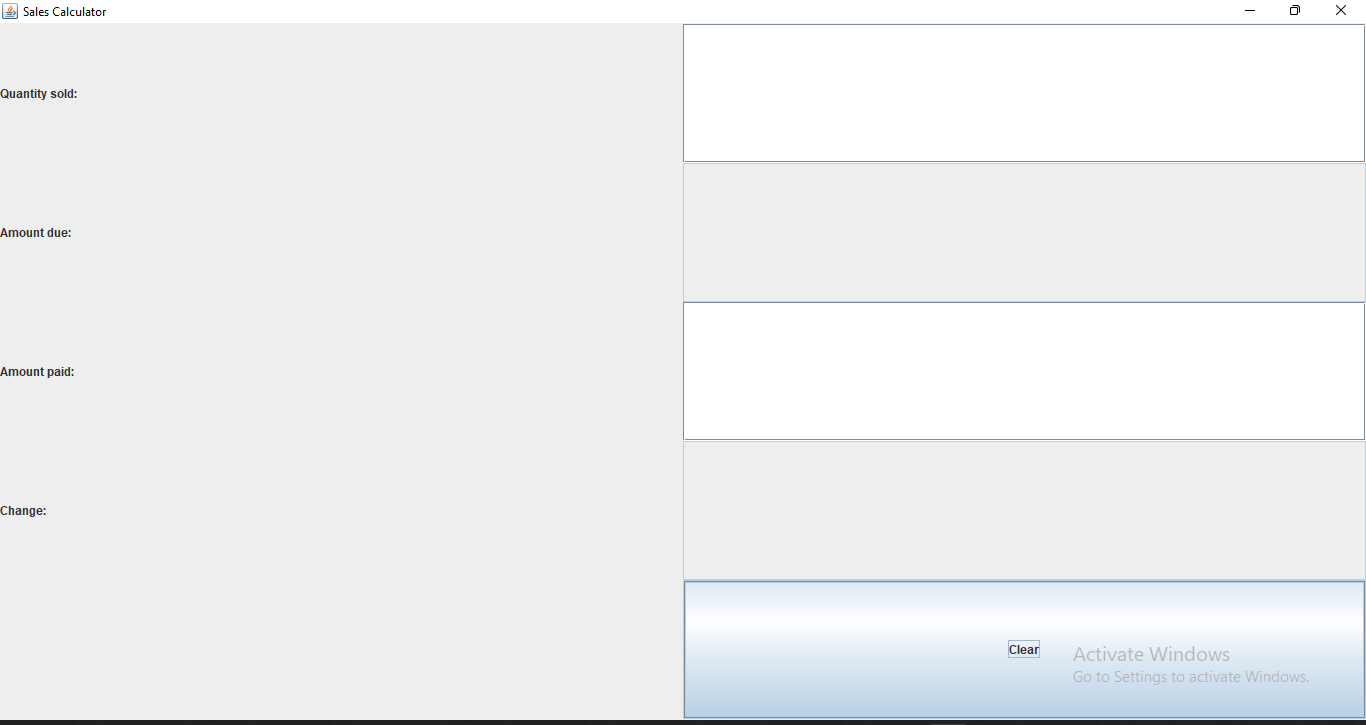 Sales Calculator
Quantity sold:
Amount due:
Amount paid:
Change:
Clear
Activate Windows
Go to Settings to activate Windows.